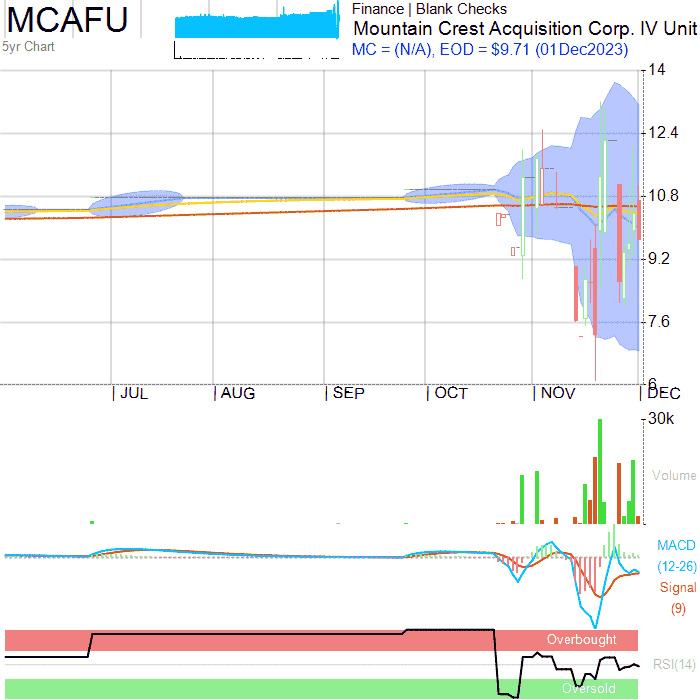 MCAFU
5yr Chart
Finance | Blank Checks
Mountain Crest Acquisition Corp. IV Unit
MC = (N/A), EOD = $9.71 (01Dec2023)
14
12.4
10.8
9.2
7.6
6
JUL AUG SEP OCT NOV DEC
30k
Volume
MACD
(12-26)
Signal
(9)
Overbought
RSI(14)
Oversold